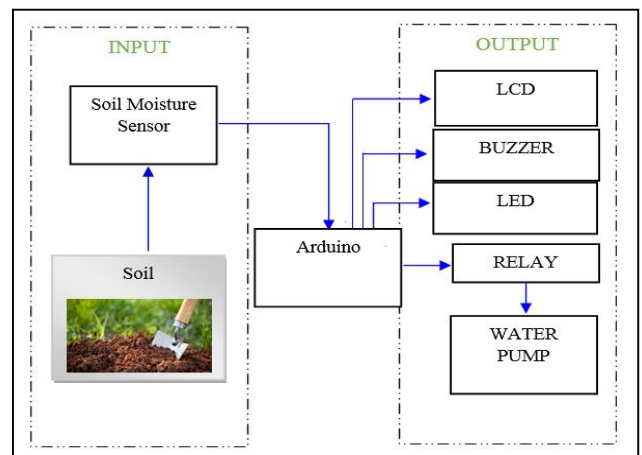 INPUT
OUTPUT
Soil Moisture
Sensor
LCD
BUZZER
LED
Arduino
RELAY
Soil
WATER
PUMP